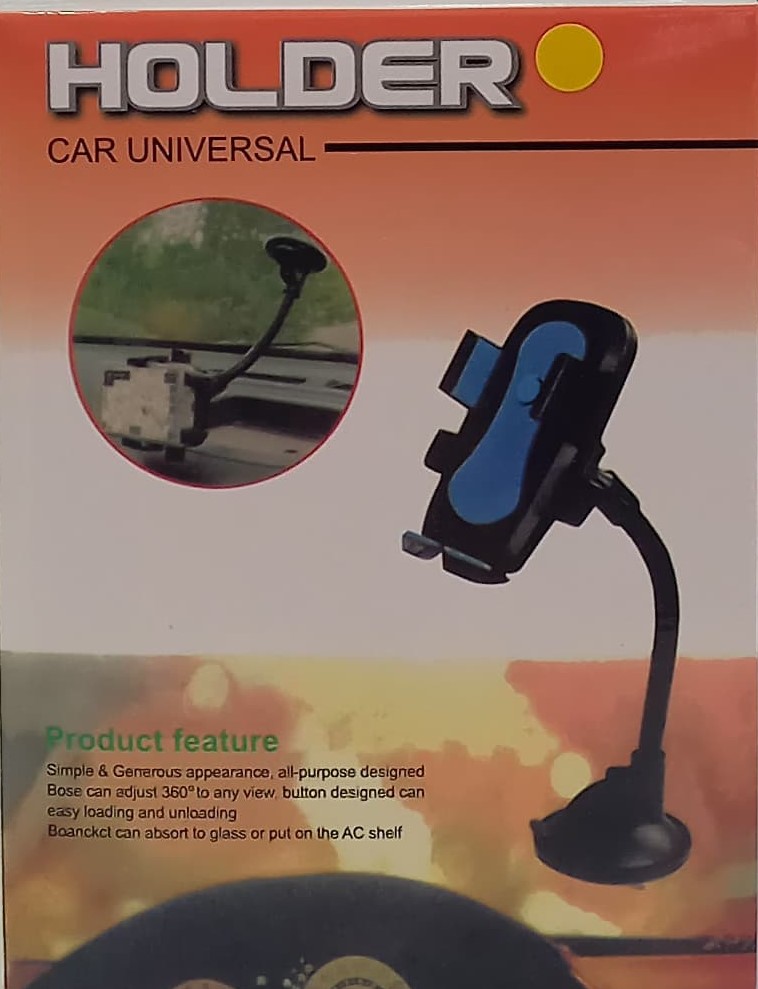 HOLDER
CAR UNIVERSAL
Product feature
Simple & Generous appearance, all-purpose designed
Bose can adjust 360° to any view, button designed can
easy loading and unloading
Boanckct can absort to glass or put on the AC shelf